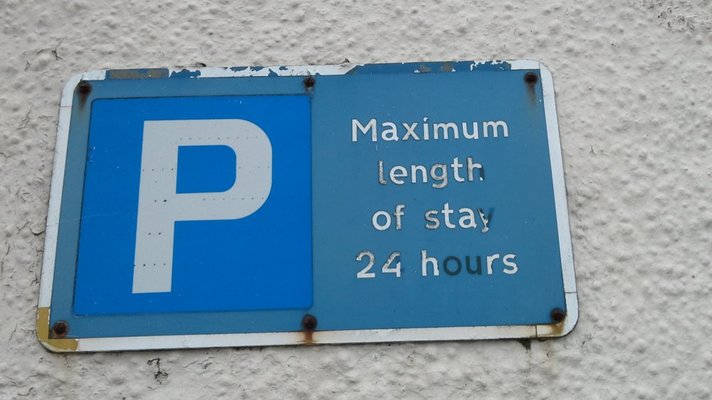 P
Maximum
length
of stay
24 hours